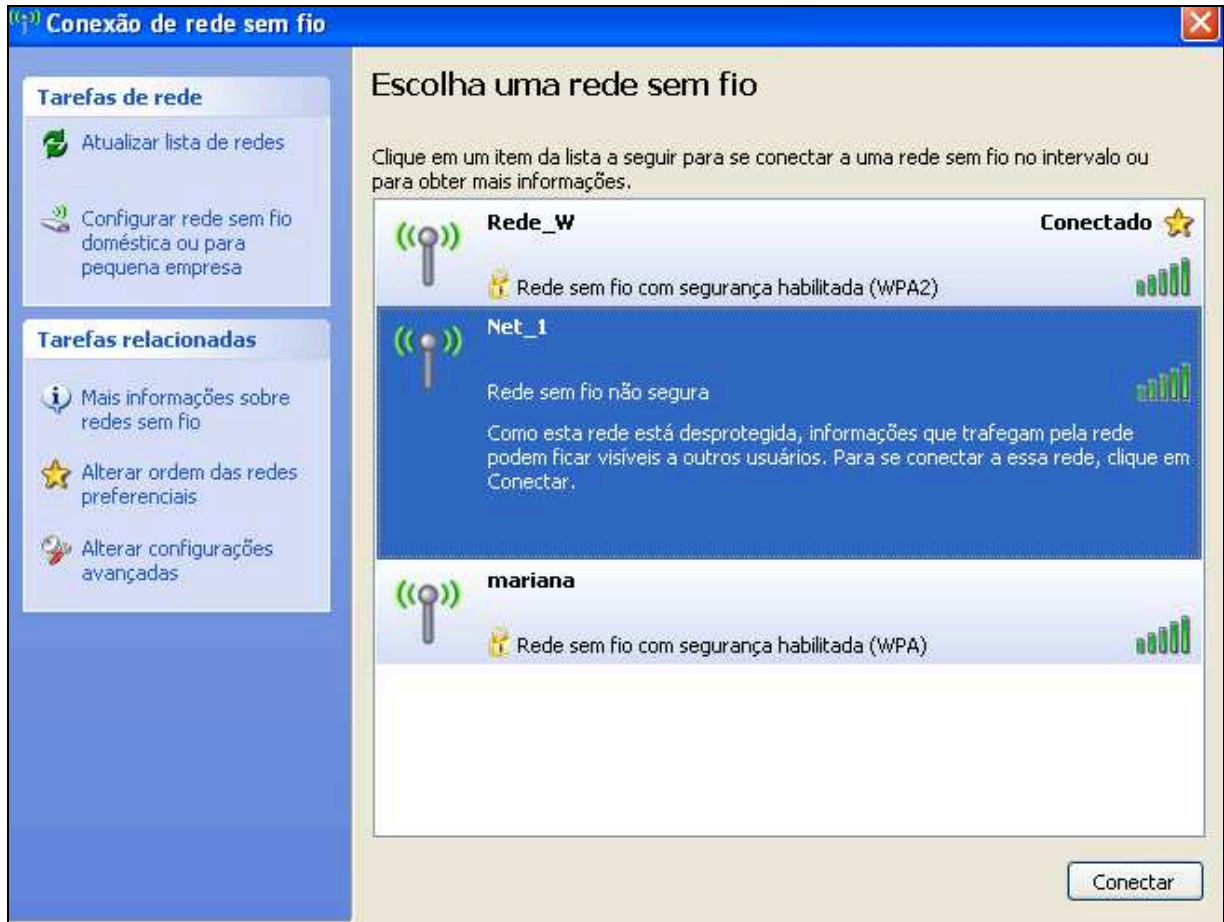 Conexão de rede sem fio
Tarefas de rede
Atualizar lista de redes
Configurar rede sem fio
doméstica ou para
pequena empresa
Tarefas relacionadas
Mais informações sobre
redes sem fio
Alterar ordem das redes
preferenciais
Alterar configurações
avançadas
Escolha uma rede sem fio
Clique em um item da lista a seguir para se conectar a uma rede sem fio no intervalo ou
para obter mais informações.
Rede_W
Conectado
Rede sem fio com segurança habilitada (WPA2)
Net_1
Rede sem fio não segura
Como esta rede está desprotegida, informações que trafegam pela rede
podem ficar visíveis a outros usuários. Para se conectar a essa rede, clique em
Conectar.
mariana
Rede sem fio com segurança habilitada (WPA)
Conectar